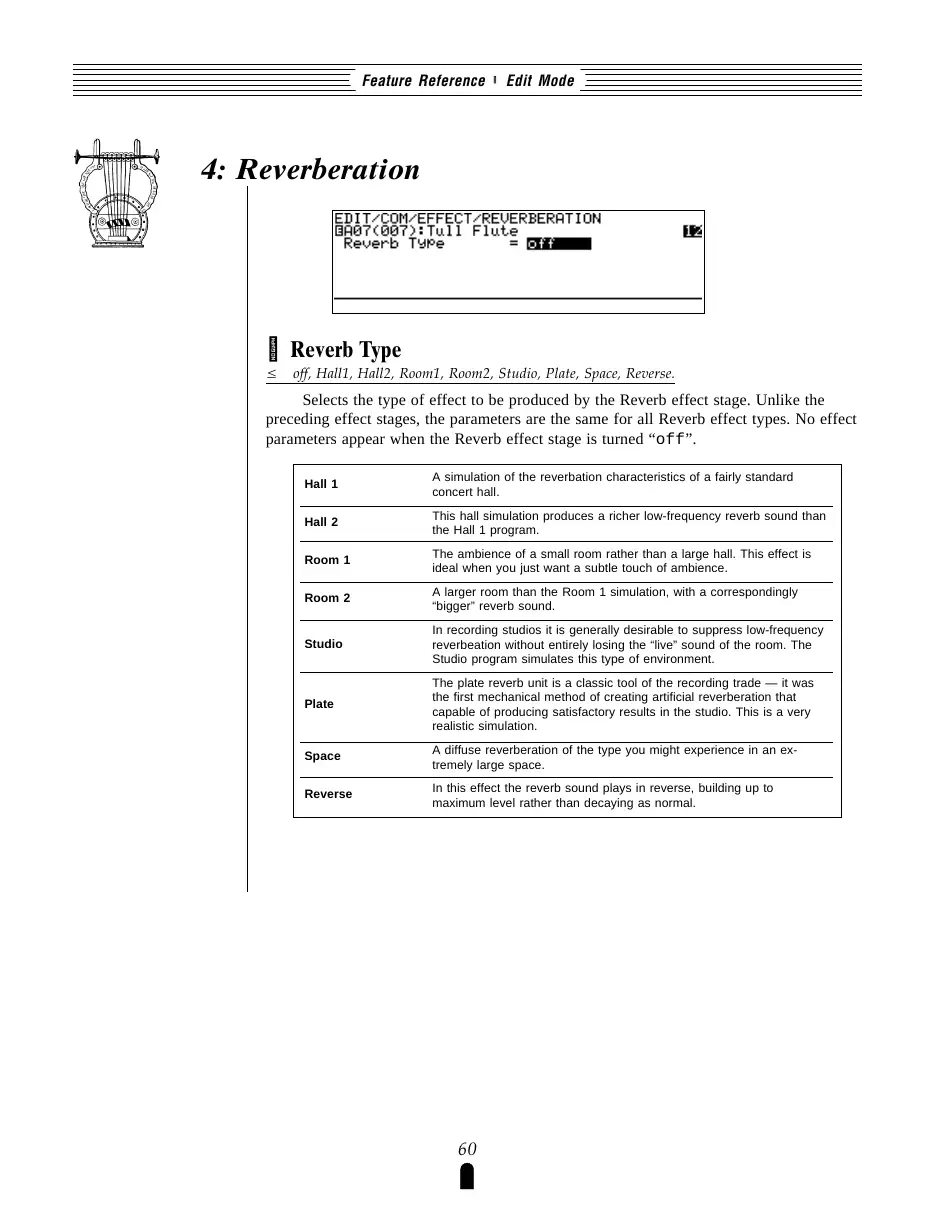 Feature Reference Edit Mode
4: Reverberation
EDIT/COM/EFFECT/REVERBERATION
EA07(007):Tull Flute 12
Reverb Type = off
Reverb Type
≤ off, Hall1, Hall2, Room1, Room2, Studio, Plate, Space, Reverse.
Selects the type of effect to be produced by the Reverb effect stage. Unlike the
preceding effect stages, the parameters are the same for all Reverb effect types. No effect
parameters appear when the Reverb effect stage is turned “off”.
Hall 1
A simulation of the reverbation characteristics of a fairly standard
concert hall.
Hall 2
This hall simulation produces a richer low-frequency reverb sound than
the Hall 1 program.
Room 1
The ambience of a small room rather than a large hall. This effect is
ideal when you just want a subtle touch of ambience.
Room 2
A larger room than the Room 1 simulation, with a correspondingly
“bigger” reverb sound.
Studio
In recording studios it is generally desirable to suppress low-frequency
reverbeation without entirely losing the “live” sound of the room. The
Studio program simulates this type of environment.
Plate
The plate reverb unit is a classic tool of the recording trade — it was
the first mechanical method of creating artificial reverberation that
capable of producing satisfactory results in the studio. This is a very
realistic simulation.
Space
A diffuse reverberation of the type you might experience in an ex-
tremely large space.
Reverse
In this effect the reverb sound plays in reverse, building up to
maximum level rather than decaying as normal.
60